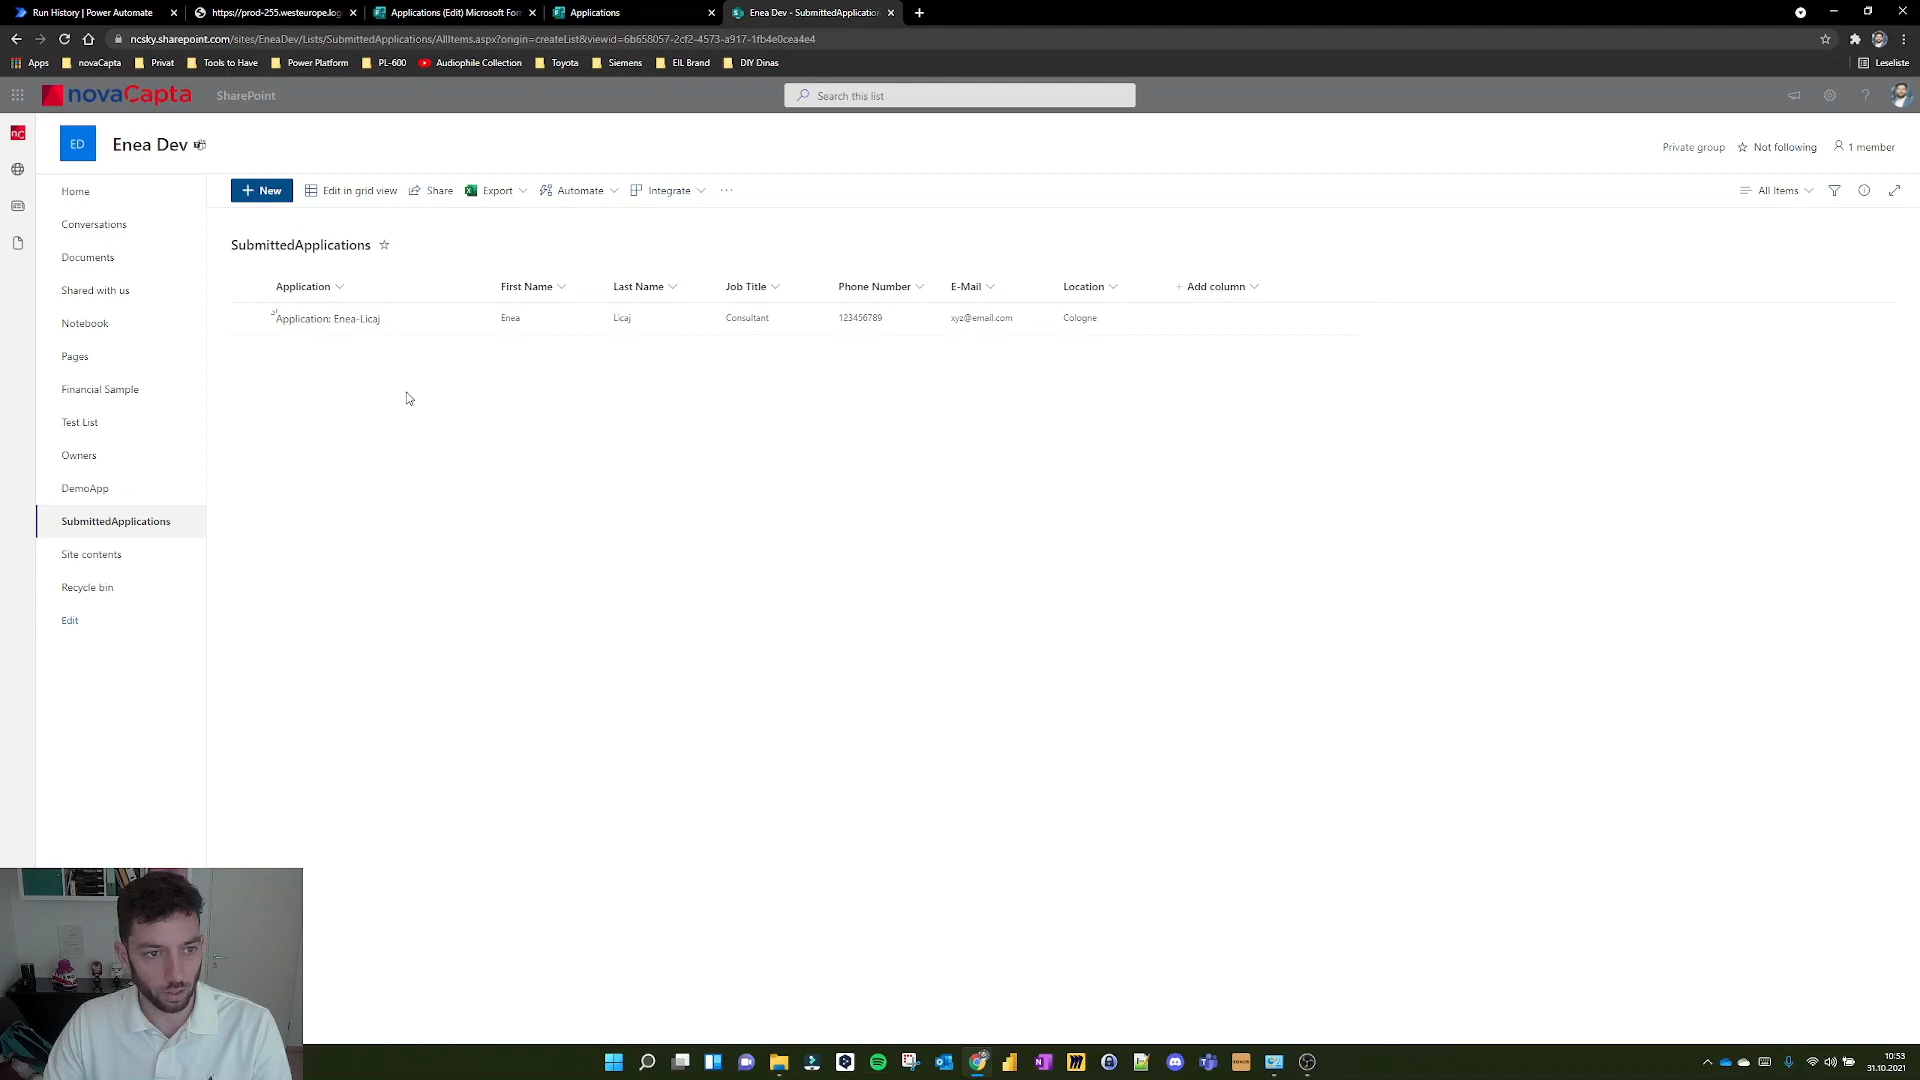 Run History | Power Automate
https://prod-255.westeurope.log
Applications (Edit) Microsoft For
Applications
Enea Dev - SubmittedApplication
ncsky.sharepoint.com/sites/EneaDev/Lists/SubmittedApplications/AllItems.aspx?origin=createList&viewid=6b658057-2cf2-4573-a917-1fb4e0cea4e4
Apps novaCapta Privat Tools to Have Power Platform PL-600 Audiophile Collection Toyota Siemens EIL Brand DIY Dinas Leseliste
novaCapta SharePoint Search this list
nc
ED Enea Dev
Private group Not following 1 member
Home
Conversations
Documents
Shared with us
Notebook
Pages
Financial Sample
Test List
Owners
DemoApp
SubmittedApplications
Site contents
Recycle bin
Edit
+ New Edit in grid view Share Export Automate Integrate ··· All Items
SubmittedApplications
Application First Name Last Name Job Title Phone Number E-Mail Location + Add column
Application: Enea-Licaj Enea Licaj Consultant 123456789 xyz@email.com Cologne
10:53
31.10.2021